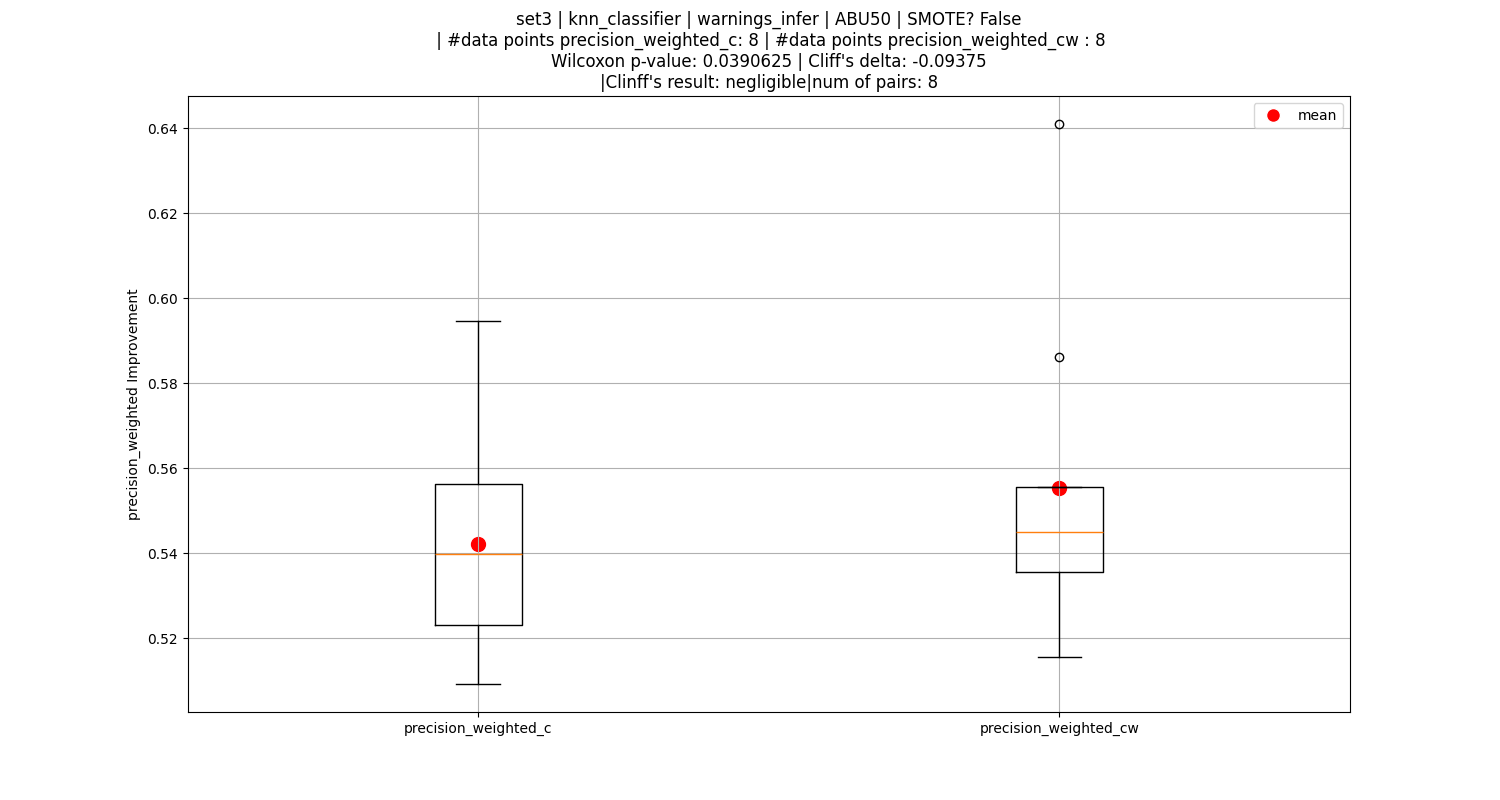 set3 | knn_classifier | warnings_infer | ABU50 | SMOTE? False
| #data points precision_weighted_c: 8 | #data points precision_weighted_cw : 8
Wilcoxon p-value: 0.0390625 | Cliff's delta: -0.09375
|Clinff's result: negligible|num of pairs: 8
mean
precision_weighted Improvement
0.64
0.62
0.60
0.58
0.56
0.54
0.52
precision_weighted_c
precision_weighted_cw